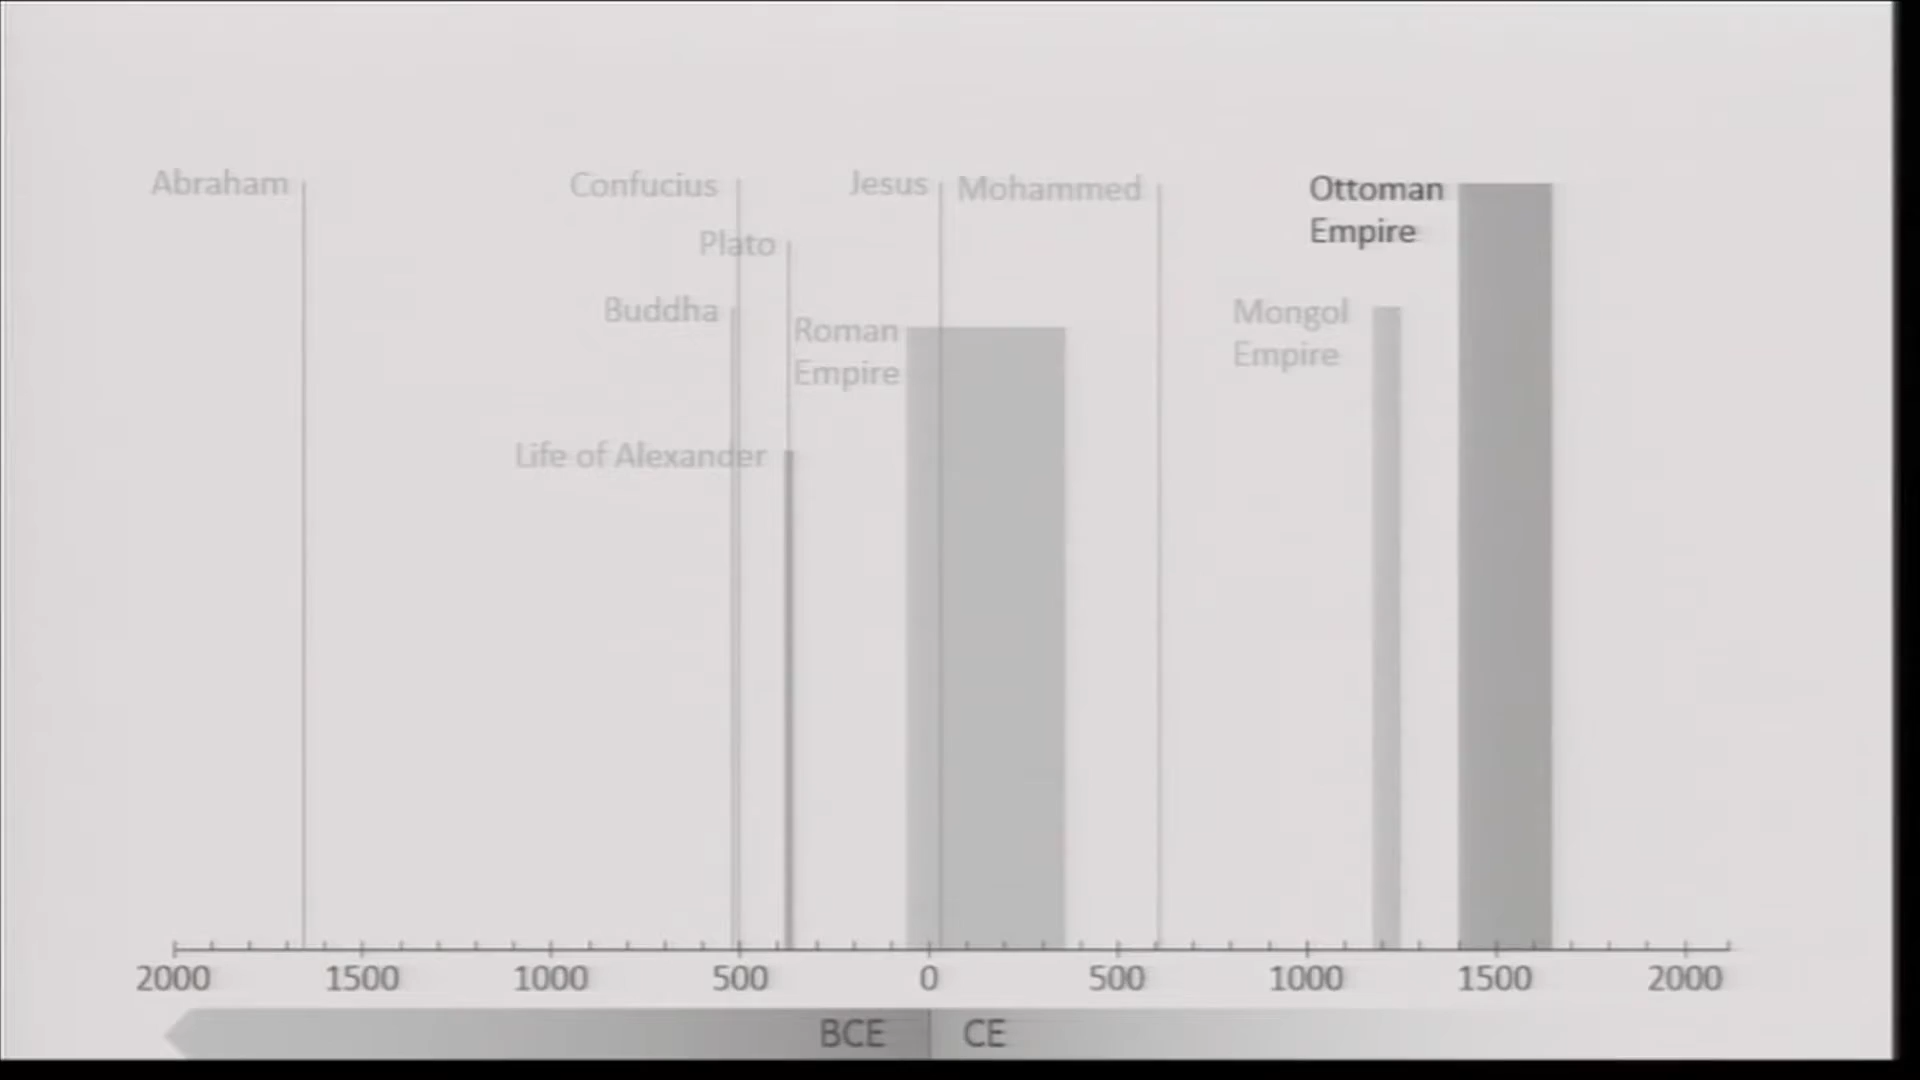 Abraham
Confucius
Jesus
Mohammed
Ottoman
Empire
Plato
Buddha
Roman
Empire
Mongol
Empire
Life of Alexander
2000 1500 1000 500 0 500 1000 1500 2000
BCE CE